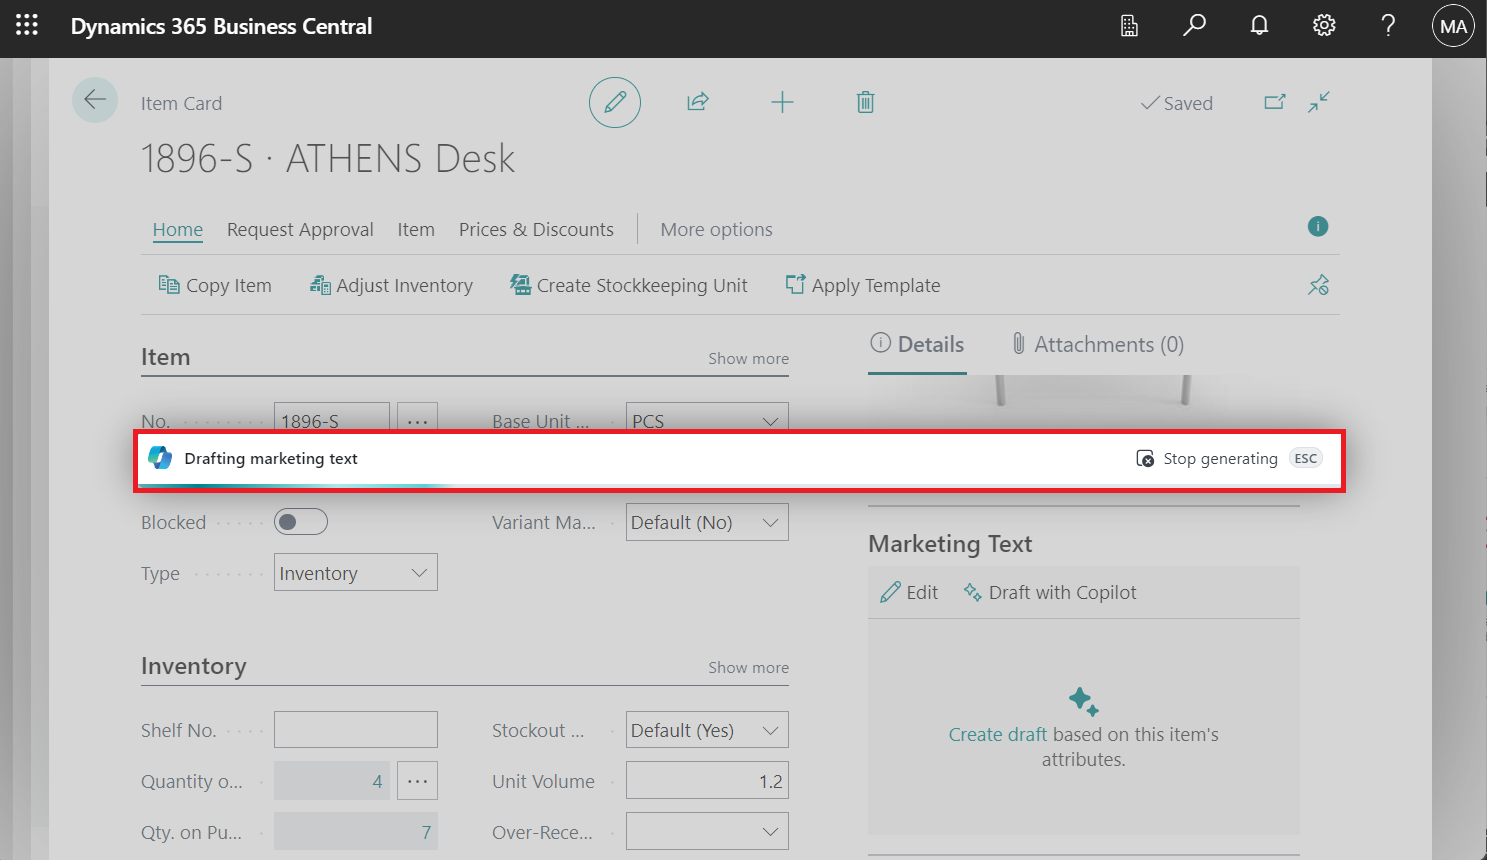 Dynamics 365 Business Central
MA
Item Card
Saved
1896-S · ATHENS Desk
Home Request Approval Item Prices & Discounts More options
Copy Item Adjust Inventory Create Stockkeeping Unit Apply Template
Item Show more
Details Attachments (0)
No. 1896-S ... Base Unit ... PCS
Drafting marketing text Stop generating ESC
Blocked Variant Ma... Default (No)
Type Inventory
Marketing Text
Edit Draft with Copilot
Create draft based on this item's
attributes.
Inventory Show more
Shelf No. Stockout ... Default (Yes)
Quantity o... 4 ... Unit Volume 1.2
Qty. on Pu... 7 Over-Rece...